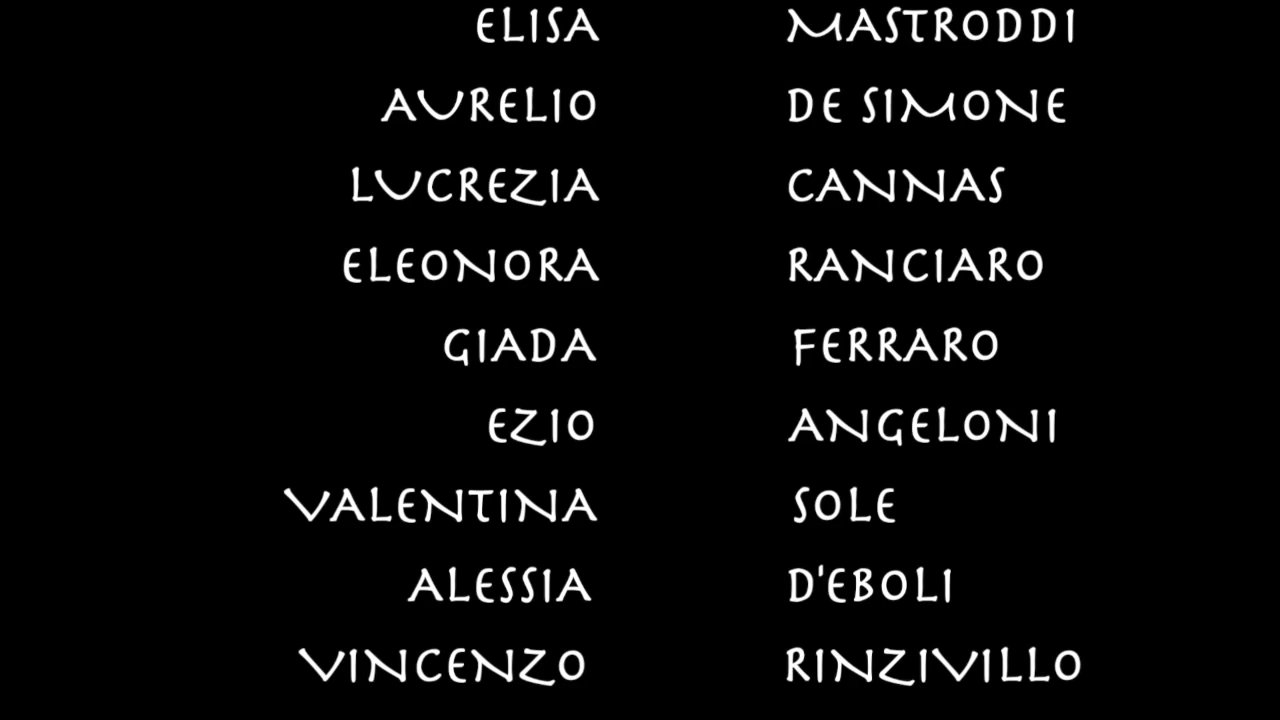 ELISA MASTRODDI
AURELIO DE SIMONE
LUCREZIA CANNAS
ELEONORA RANCIARO
GIADA FERRARO
EZIO ANGELONI
VALENTINA SOLE
ALESSIA D'EBOLI
VINCENZO RINZIVILLO